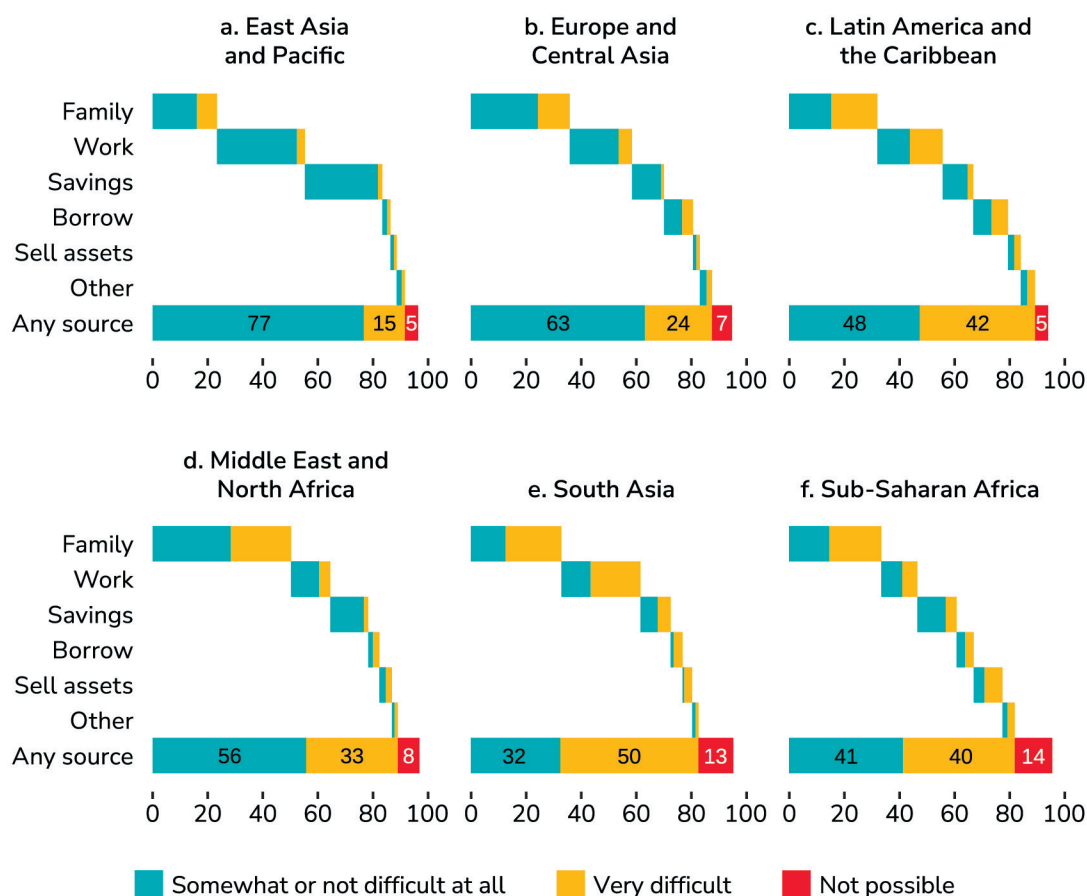 a. East Asia
and Pacific
b. Europe and
Central Asia
c. Latin America and
the Caribbean
Family
Work
Savings
Borrow
Sell assets
Other
Any source
77 15 5
63 24 7
48 42 5
0 20 40 60 80 100
0 20 40 60 80 100
0 20 40 60 80 100
d. Middle East and
North Africa
e. South Asia
f. Sub-Saharan Africa
Family
Work
Savings
Borrow
Sell assets
Other
Any source
56 33 8
32 50 13
41 40 14
0 20 40 60 80 100
0 20 40 60 80 100
0 20 40 60 80 100
Somewhat or not difficult at all
Very difficult
Not possible